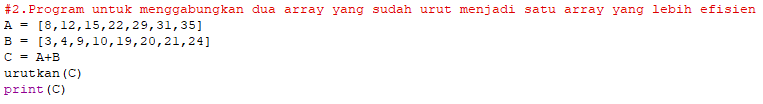 #2.Program untuk menggabungkan dua array yang sudah urut menjadi satu array yang lebih efisien
A = [8,12,15,22,29,31,35]
B = [3,4,9,10,19,20,21,24]
C = A+B
urutkan(C)
print(C)